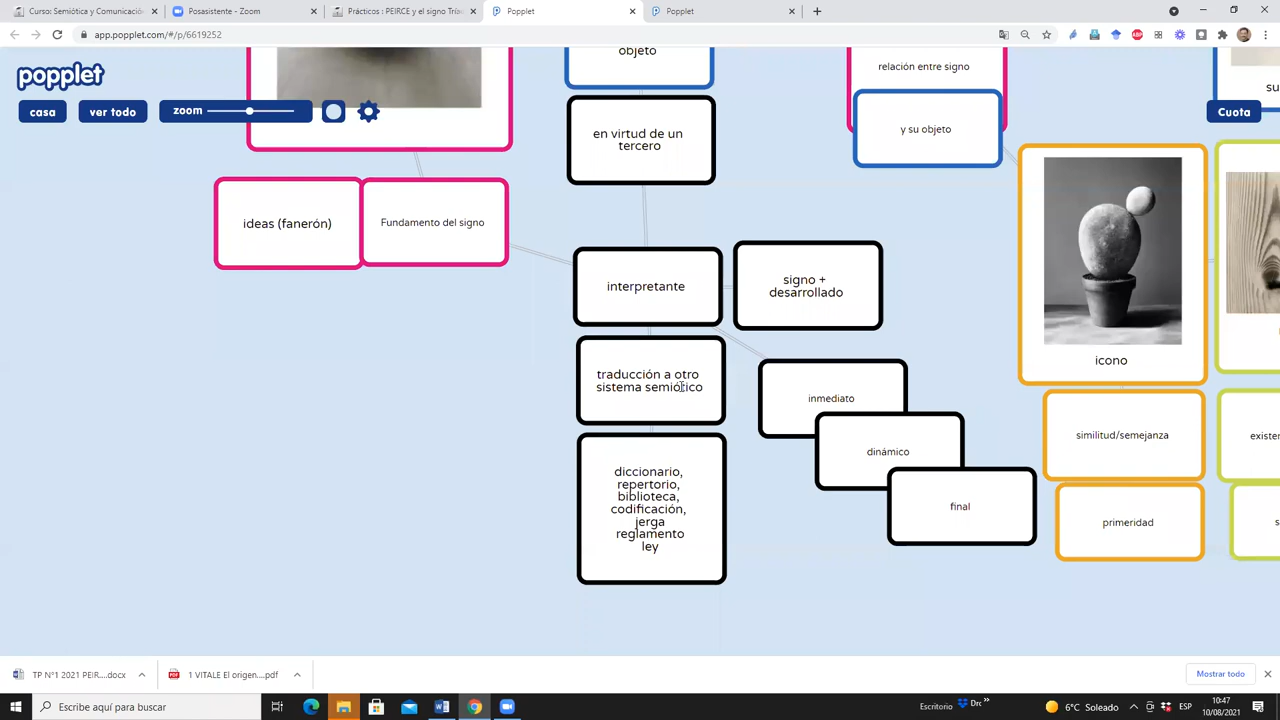 Curso: Semiótica y Comunicació
Posasistente - Zoom
Prácticos : PEIRCE y el signo Tría
Popplet
Popplet
app.popplet.com/#/p/6619252
popplet
casa
ver todo
zoom
Cuota
objeto
en virtud de un
tercero
relación entre signo
y su objeto
su
ideas (fanerón)
Fundamento del signo
interpretante
signo +
desarrollado
traducción a otro
sistema semiótico
inmediato
dinámico
final
diccionario,
repertorio,
biblioteca,
codificación,
jerga
reglamento
ley
icono
similitud/semejanza
primeridad
exister
s
TP N°1 2021 PEIR....docx
1 VITALE El origen....pdf
Mostrar todo
Escribe aquí para buscar
Escritorio
Drc
6°C Soleado
ESP
10:47
10/08/2021